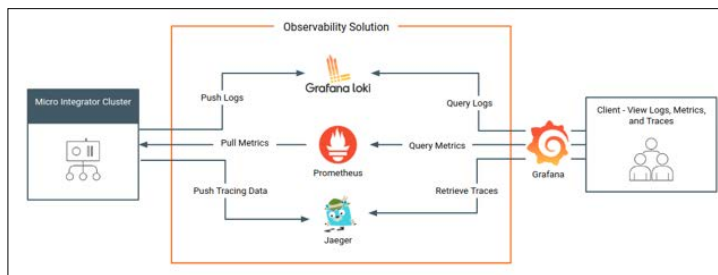 Observability Solution
Micro Integrator Cluster
Push Logs
Grafana loki
Query Logs
Client - View Logs, Metrics,
and Traces
Pull Metrics
Prometheus
Query Metrics
Grafana
Push Tracing Data
Retrieve Traces
Jaeger